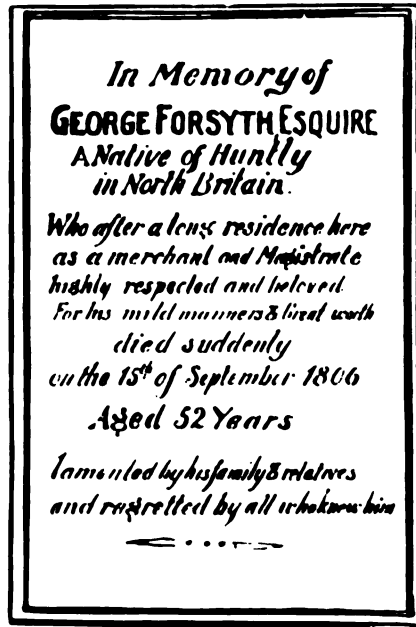 In Memory of
GEORGE FORSYTH ESQUIRE
A Native of Huntly
in North Britain.
Who after a long residence here
as a merchant and Magistrate
highly respected and beloved.
For his mild manners & Great worth
died suddenly
on the 15th of September 1806
Aged 52 Years
lamented by his family & relatives
and regretted by all who knew him